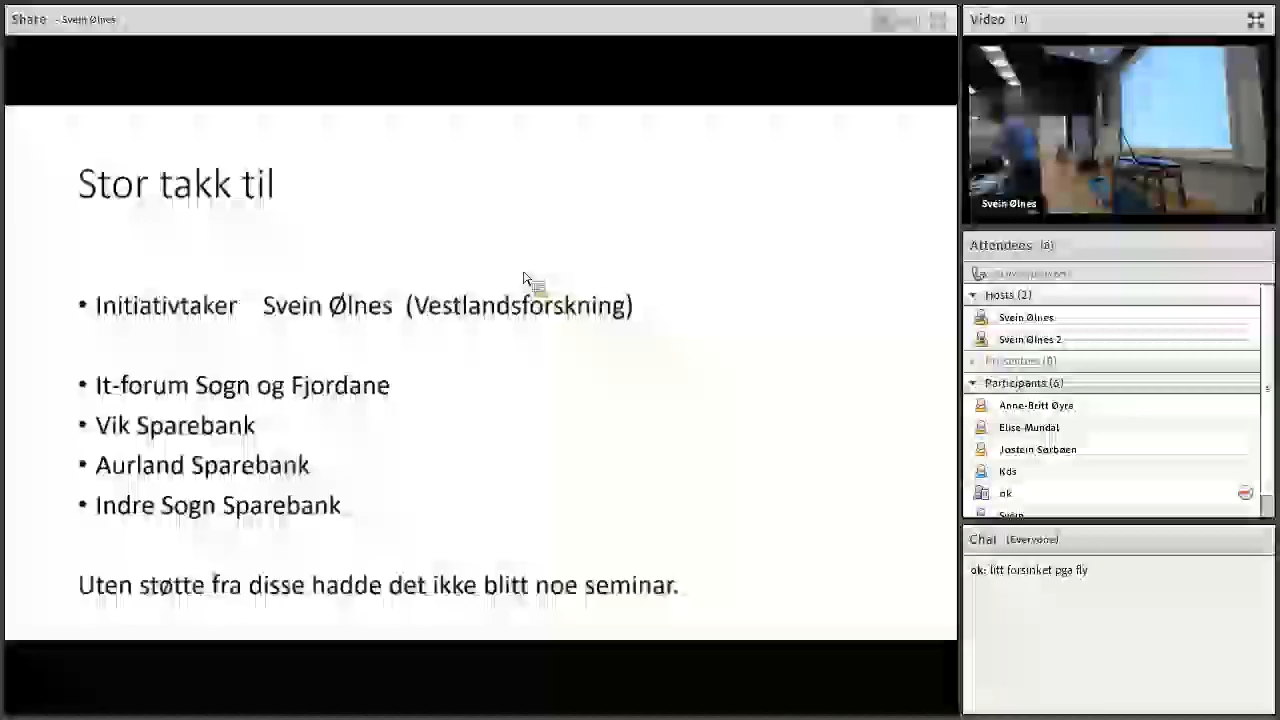 Share - Svein Ølnes
Stor takk til
• Initiativtaker Svein Ølnes (Vestlandsforskning)
• It-forum Sogn og Fjordane
• Vik Sparebank
• Aurland Sparebank
• Indre Sogn Sparebank
Uten støtte fra disse hadde det ikke blitt noe seminar.
Video (1)
Svein Ølnes
Attendees (8)
Hosts (2)
Svein Ølnes
Svein Ølnes 2
Presenters (0)
Participants (6)
Anne-Britt Øyra
Elise Mundal
Jostein Sørbøen
Kds
ok
Svein
Chat (Everyone)
ok: litt forsinket pga fly